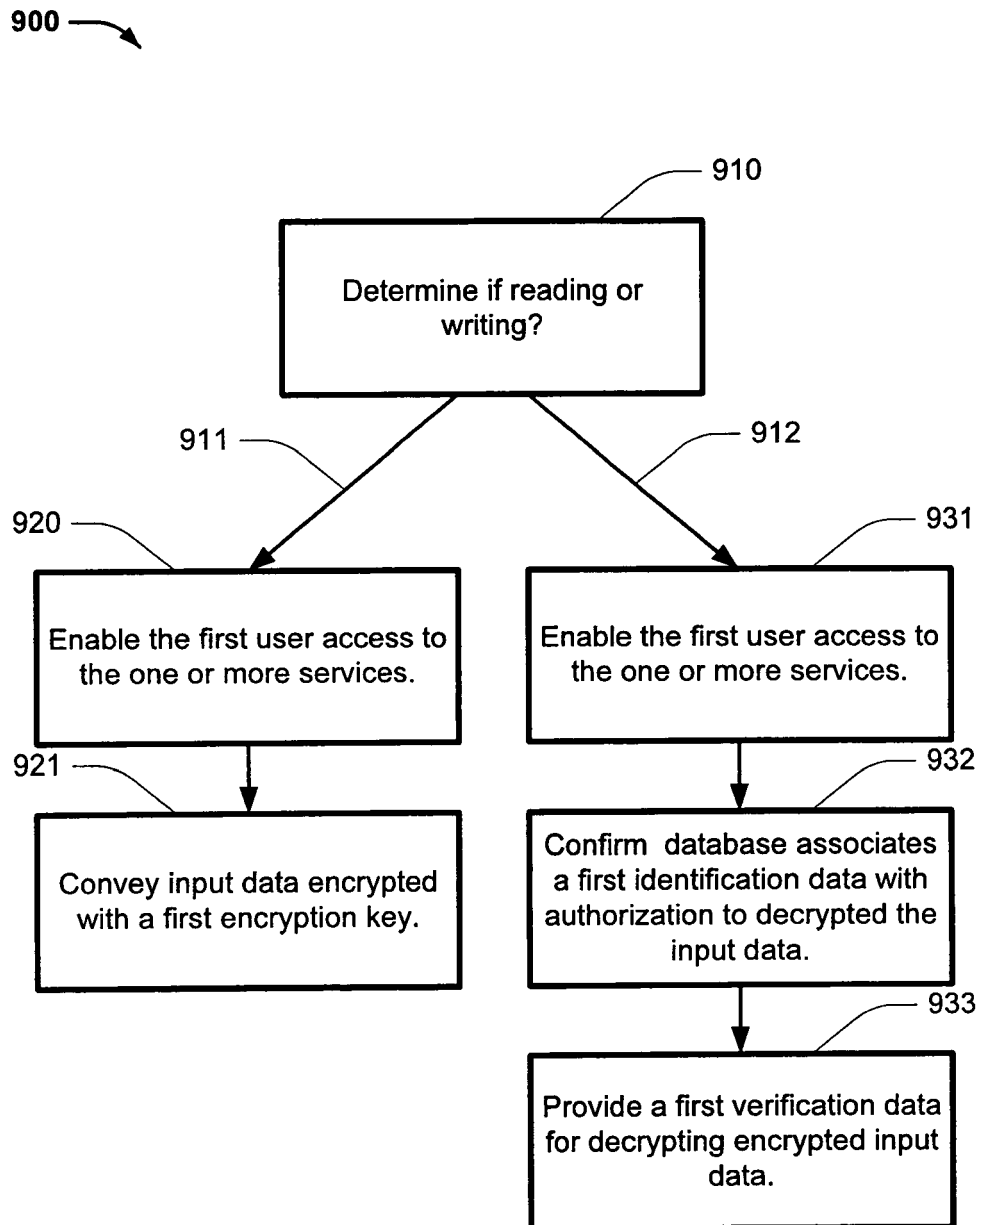 900
910
Determine if reading or
writing?
911
912
920
931
Enable the first user access to
the one or more services.
Enable the first user access to
the one or more services.
921
932
Convey input data encrypted
with a first encryption key.
Confirm database associates
a first identification data with
authorization to decrypted the
input data.
933
Provide a first verification data
for decrypting encrypted input
data.